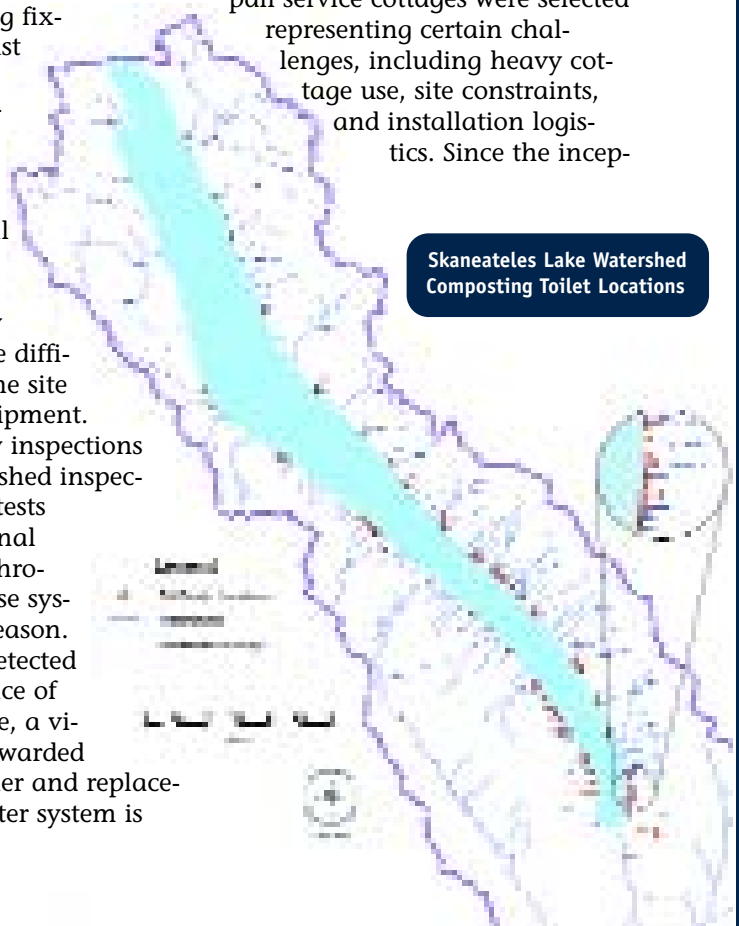 g fix-
st
l
e diffi-
ne site
ipment.
y inspections
shed inspec-
tests
nal
hro-
se sys-
eason.
etected
ce of
e, a vi-
warded
er and replace-
ter system is
pan service cottages were selected
representing certain chal-
lenges, including heavy cot-
tage use, site constraints,
and installation logis-
tics. Since the incep-
Skaneateles Lake Watershed
Composting Toilet Locations
Legend